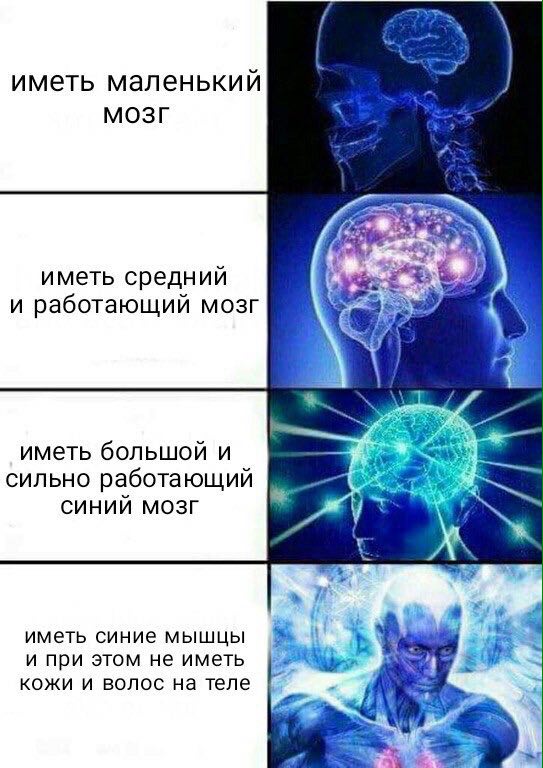 иметь маленький
мозг
иметь средний
и работающий мозг
иметь большой и
сильно работающий
синий мозг
иметь синие мышцы
и при этом не иметь
кожи и волос на теле